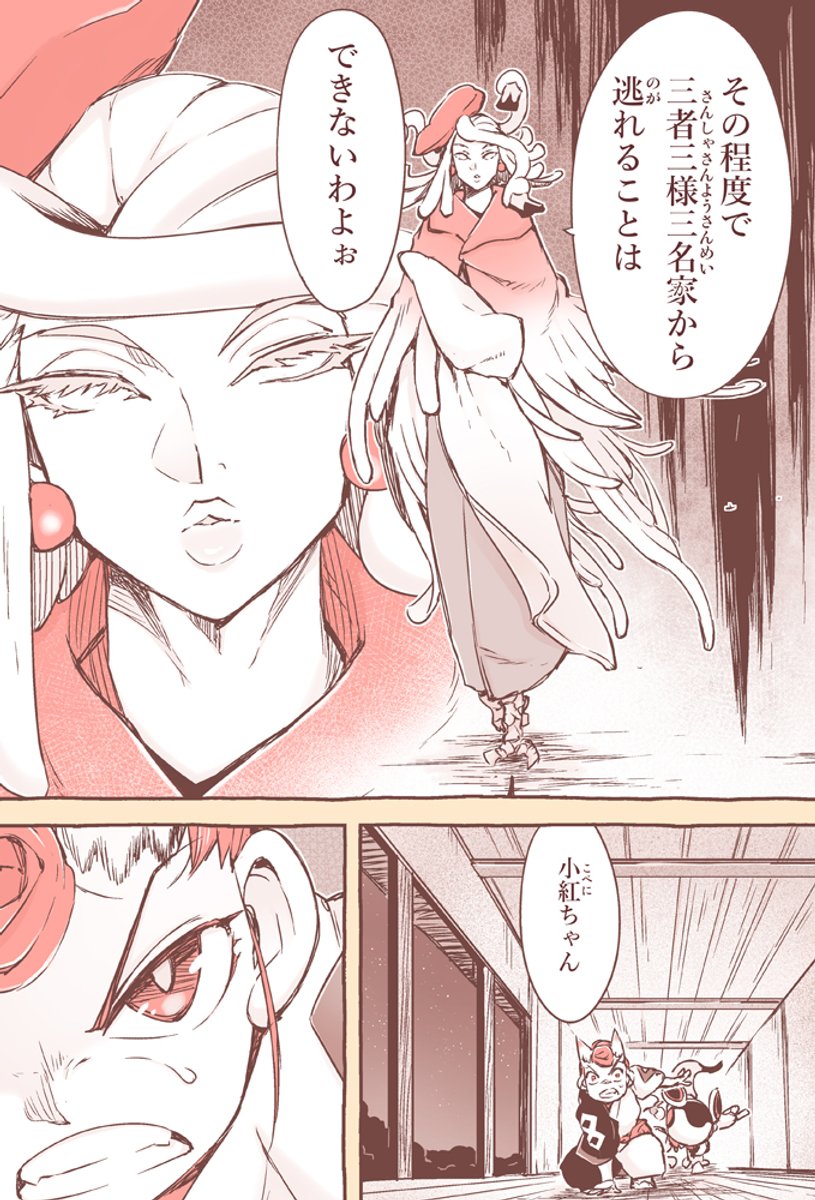 その程度で
三者三様三名家から
逃れることは
できないわよぉ
小紅ちゃん